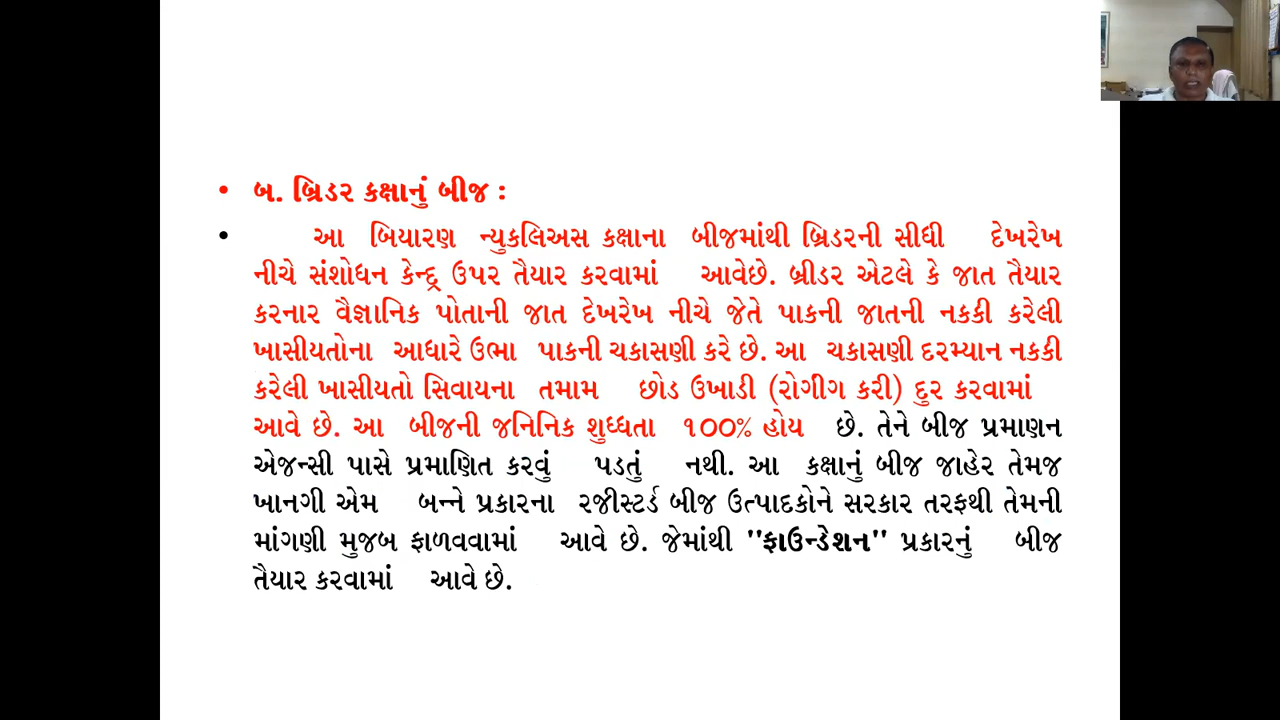 • બ. બ્રિડર કક્ષાનું બીજ :
• આ બિયારણ ન્યુકલિઅસ કક્ષાના બીજમાંથી બ્રિડરની સીધી દેખરેખ
નીચે સંશોધન કેન્દ્ર ઉપર તૈયાર કરવામાં આવેછે. બ્રીડર એટલે કે જાત તૈયાર
કરનાર વૈજ્ઞાનિક પોતાની જાત દેખરેખ નીચે જેતે પાકની જાતની નકકી કરેલી
ખાસીયતોના આધારે ઉભા પાકની ચકાસણી કરે છે. આ ચકાસણી દરમ્યાન નકકી
કરેલી ખાસીયતો સિવાયના તમામ છોડ ઉખાડી (રોગીંગ કરી) દુર કરવામાં
આવે છે. આ બીજની જનિનિક શુધ્ધતા ૧૦૦% હોય છે. તેને બીજ પ્રમાણન
એજન્સી પાસે પ્રમાણિત કરવું પડતું નથી. આ કક્ષાનું બીજ જાહેર તેમજ
ખાનગી એમ બન્ને પ્રકારના રજીસ્ટર્ડ બીજ ઉત્પાદકોને સરકાર તરફથી તેમની
માંગણી મુજબ ફાળવવામાં આવે છે. જેમાંથી "ફાઉન્ડેશન" પ્રકારનું બીજ
તૈયાર કરવામાં આવે છે.